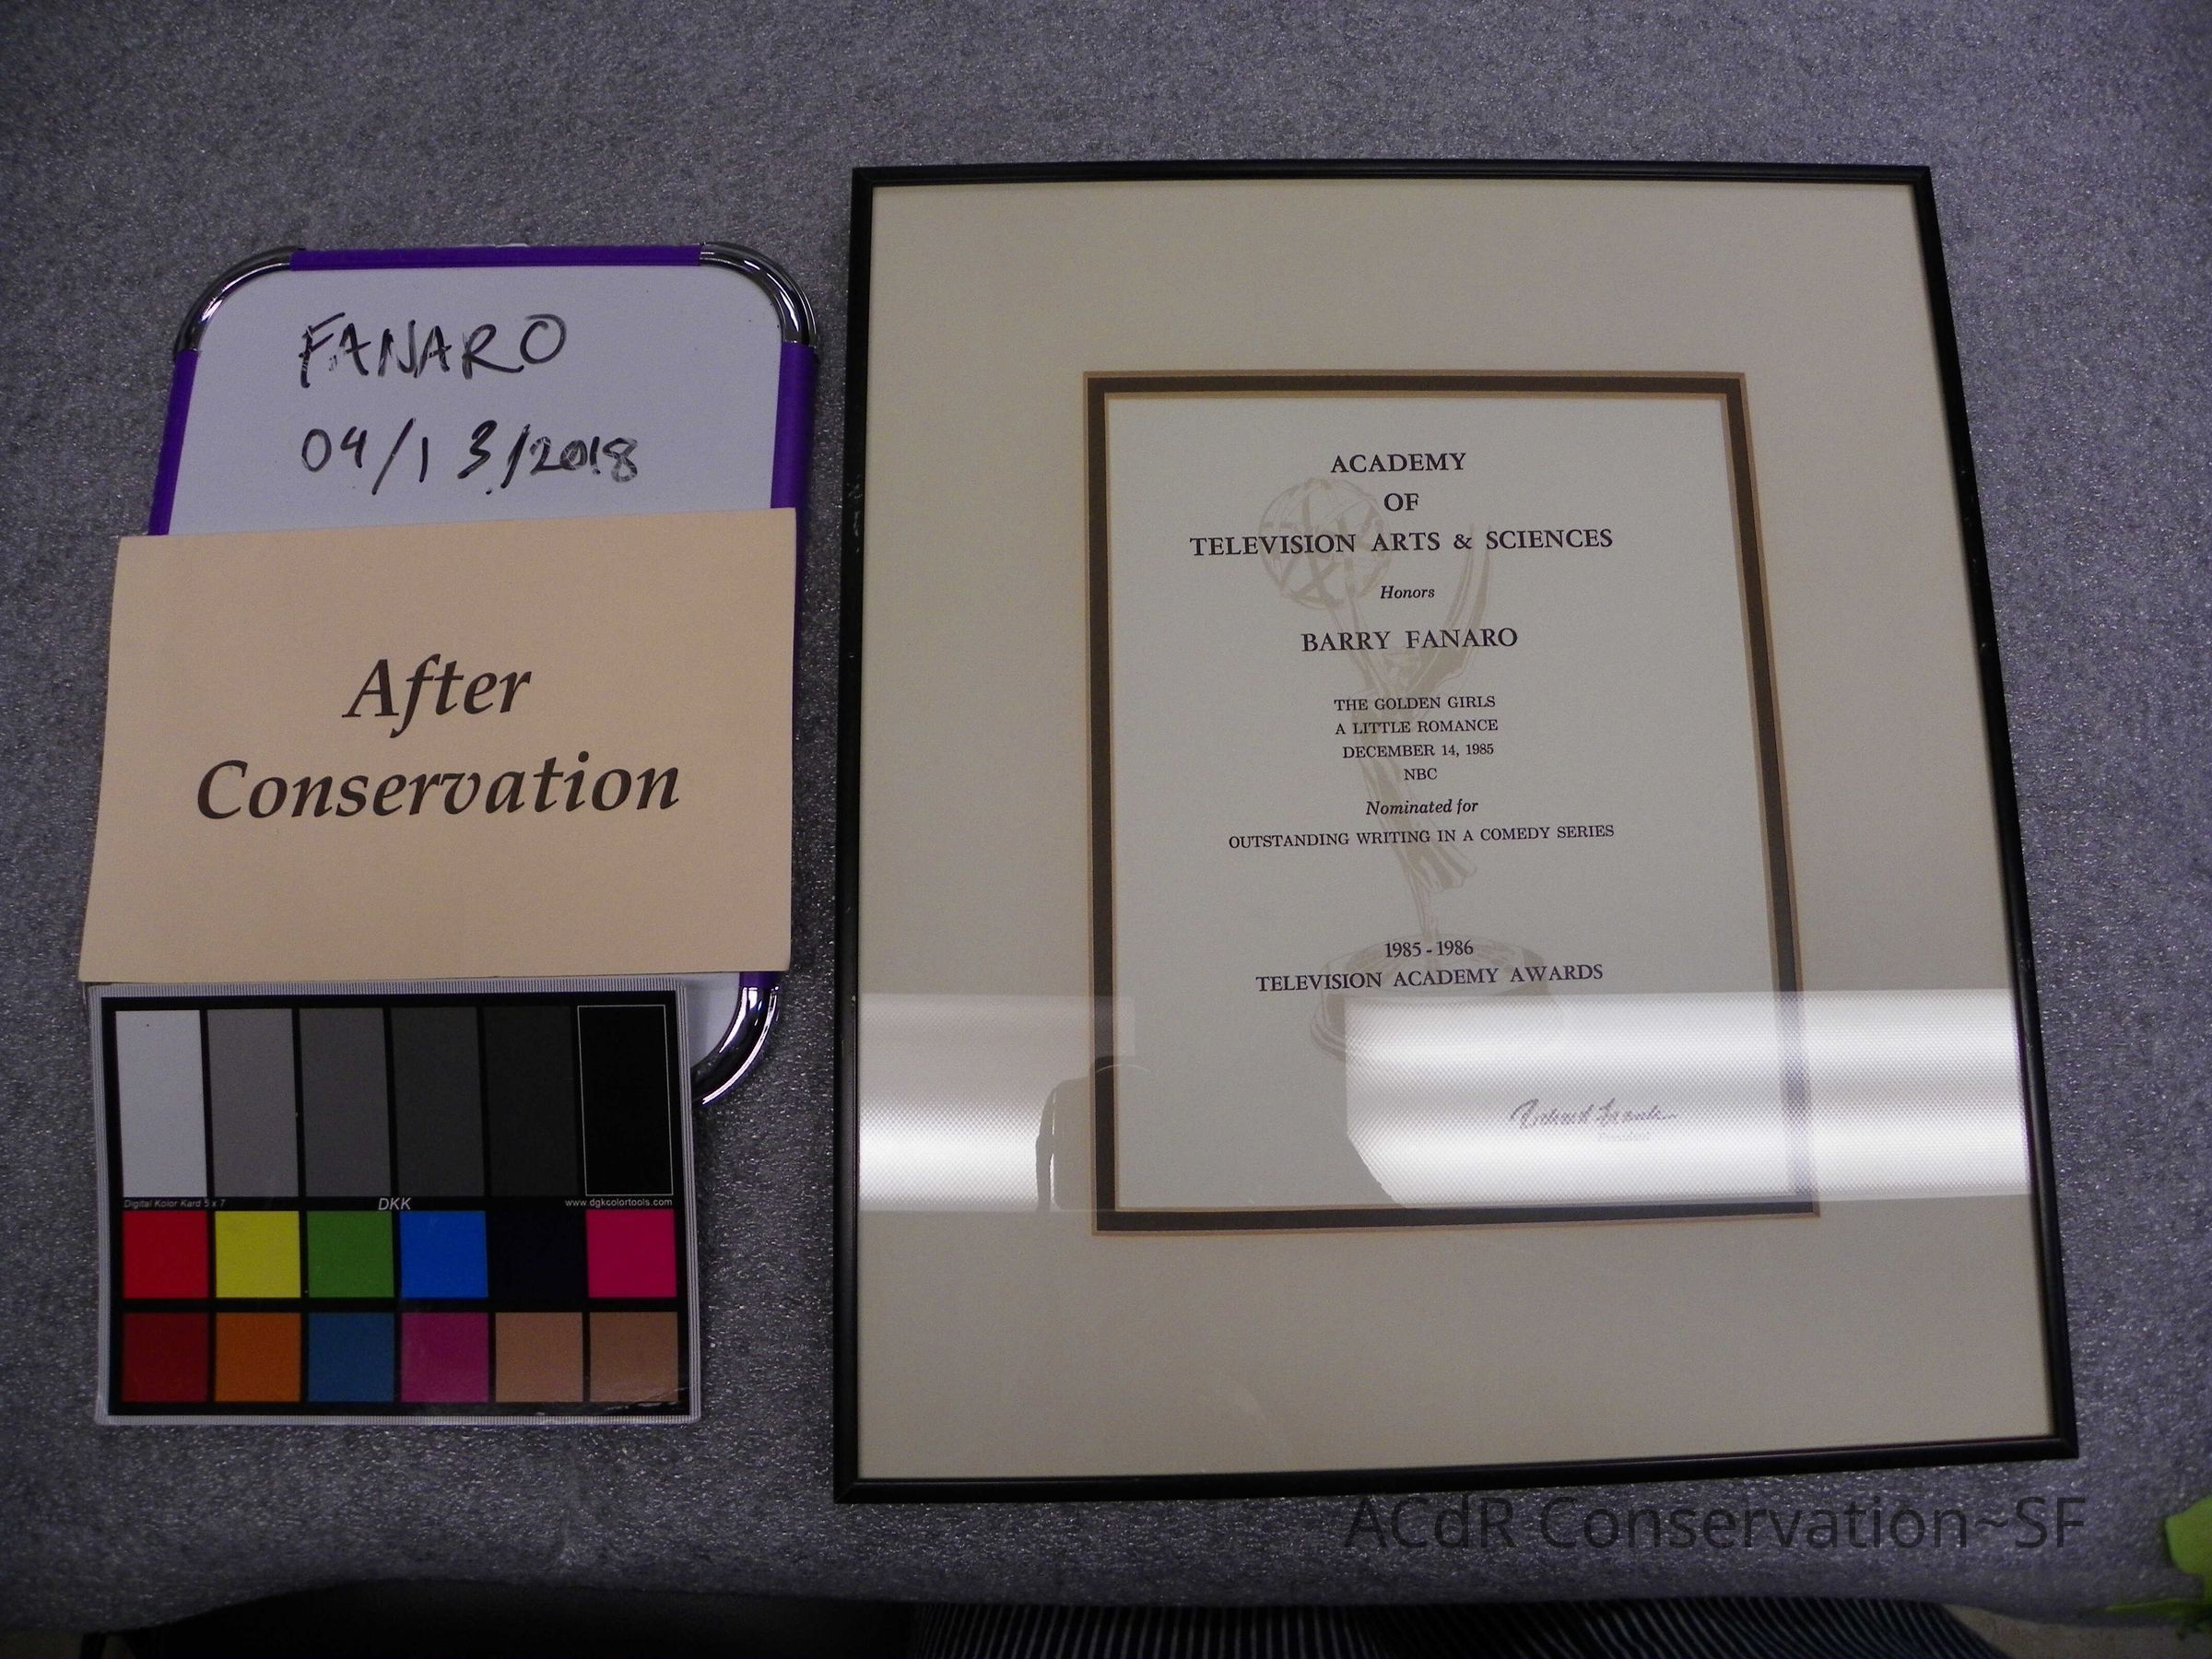 FANARO
04/13/2018
After
Conservation
Digital Kolor Kard 5 x 7
DKK
www.dgkcolortools.com
ACADEMY
OF
TELEVISION ARTS & SCIENCES
Honors
BARRY FANARO
THE GOLDEN GIRLS
A LITTLE ROMANCE
DECEMBER 14, 1985
NBC
Nominated for
OUTSTANDING WRITING IN A COMEDY SERIES
1985-1986
TELEVISION ACADEMY AWARDS
President
ACdR Conservation~SF